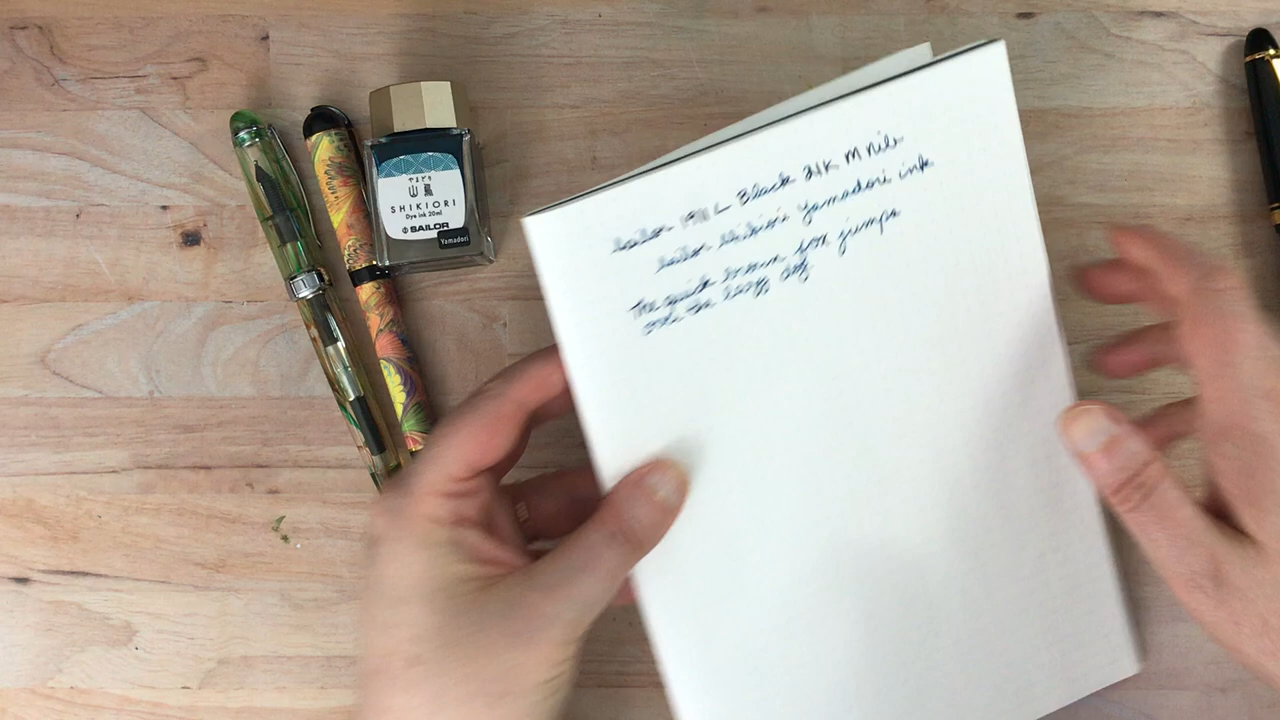 やまどり
山鳥
SHIKIORI
Dye ink 20ml
SAILOR
Yamadori
Sailor 1911L Black 21K M nib
Sailor Shikiori Yamadori ink
The quick brown fox jumps
over the lazy dog.